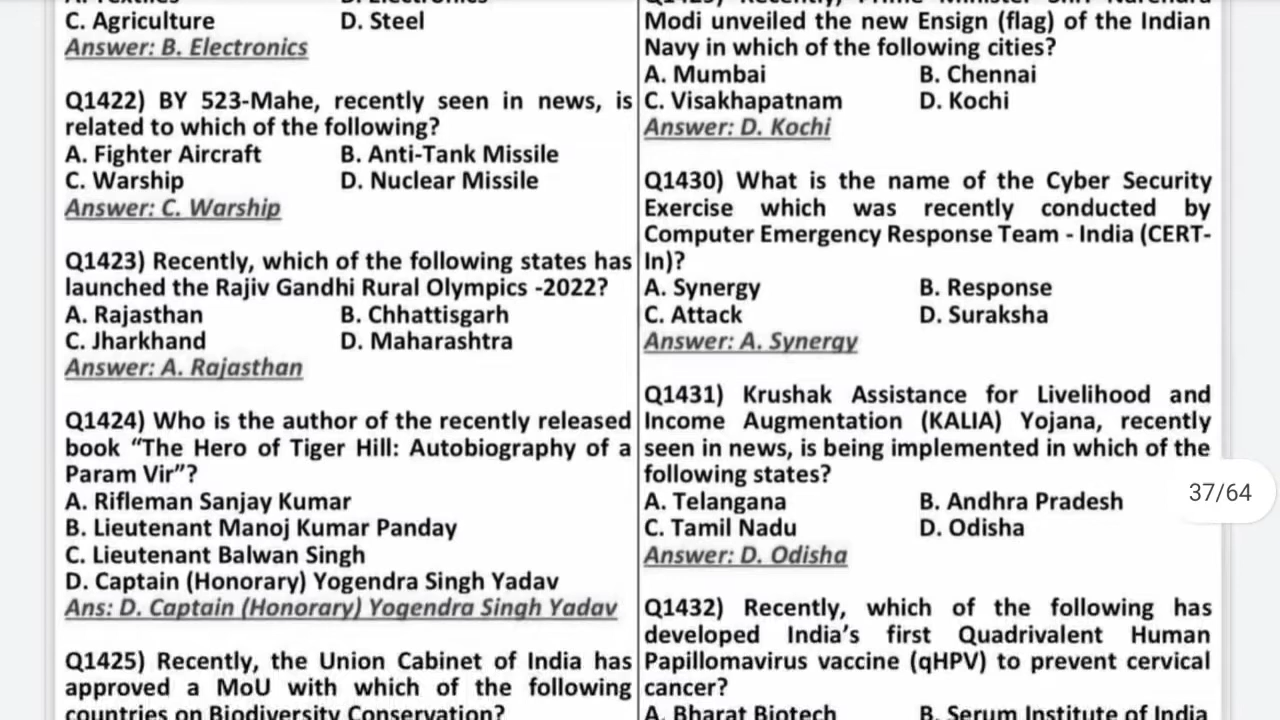 C. Agriculture D. Steel
Answer: B. Electronics
Q1422) BY 523-Mahe, recently seen in news, is
related to which of the following?
A. Fighter Aircraft B. Anti-Tank Missile
C. Warship D. Nuclear Missile
Answer: C. Warship
Q1423) Recently, which of the following states has
launched the Rajiv Gandhi Rural Olympics -2022?
A. Rajasthan B. Chhattisgarh
C. Jharkhand D. Maharashtra
Answer: A. Rajasthan
Q1424) Who is the author of the recently released
book “The Hero of Tiger Hill: Autobiography of a
Param Vir”?
A. Rifleman Sanjay Kumar
B. Lieutenant Manoj Kumar Panday
C. Lieutenant Balwan Singh
D. Captain (Honorary) Yogendra Singh Yadav
Ans: D. Captain (Honorary) Yogendra Singh Yadav
Q1425) Recently, the Union Cabinet of India has
approved a MoU with which of the following
countries on Biodiversity Conservation?
Modi unveiled the new Ensign (flag) of the Indian
Navy in which of the following cities?
A. Mumbai B. Chennai
C. Visakhapatnam D. Kochi
Answer: D. Kochi
Q1430) What is the name of the Cyber Security
Exercise which was recently conducted by
Computer Emergency Response Team - India (CERT-
In)?
A. Synergy B. Response
C. Attack D. Suraksha
Answer: A. Synergy
Q1431) Krushak Assistance for Livelihood and
Income Augmentation (KALIA) Yojana, recently
seen in news, is being implemented in which of the
following states?
A. Telangana B. Andhra Pradesh
C. Tamil Nadu D. Odisha
Answer: D. Odisha
Q1432) Recently, which of the following has
developed India’s first Quadrivalent Human
Papillomavirus vaccine (qHPV) to prevent cervical
cancer?
A. Bharat Biotech B. Serum Institute of India
37/64